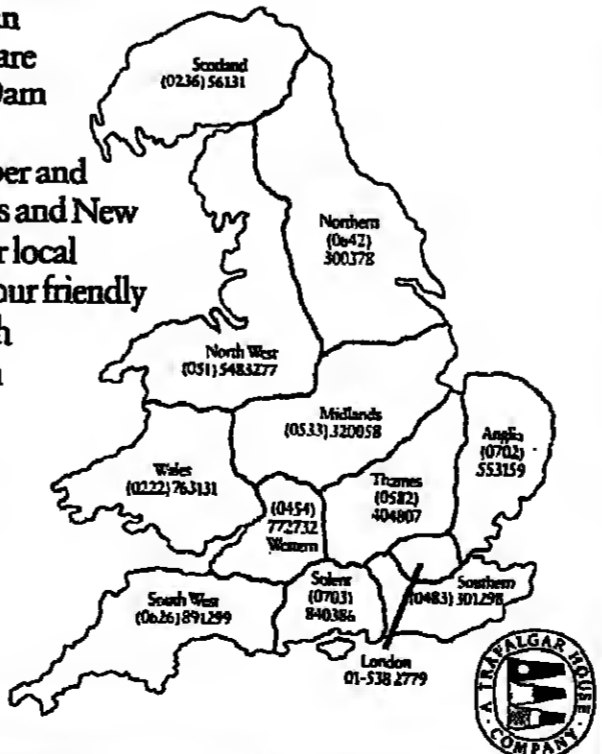 in
are
9am
ber and
s and New
r local
our friendly
h
n
Scotland
(0236) 56131
Northern
(0642)
300378
North West
(051) 5483277
Midlands
(0533) 320058
Anglia
(0702)
553159
Wales
(0222) 763131
Thames
(0582)
404807
(0454)
772732
Western
Solent
(0703)
840386
Southern
(0483) 301298
South West
(0626) 891299
London
01-538 2779
A TRAFALGAR HOUSE
COMPANY